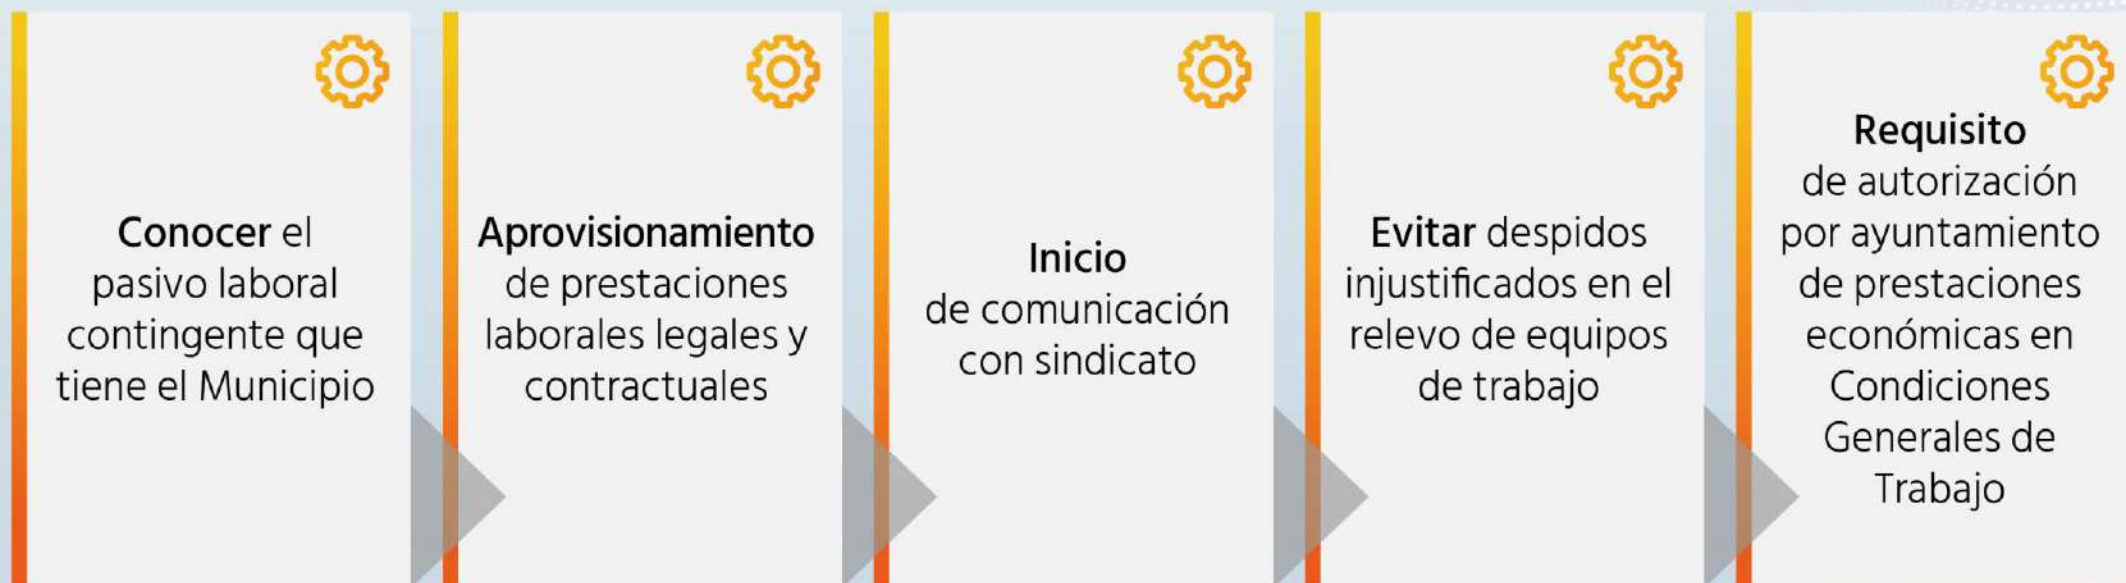 Conocer el
pasivo laboral
contingente que
tiene el Municipio
Aprovisionamiento
de prestaciones
laborales legales y
contractuales
Inicio
de comunicación
con sindicato
Evitar despidos
injustificados en el
relevo de equipos
de trabajo
Requisito
de autorización
por ayuntamiento
de prestaciones
económicas en
Condiciones
Generales de
Trabajo